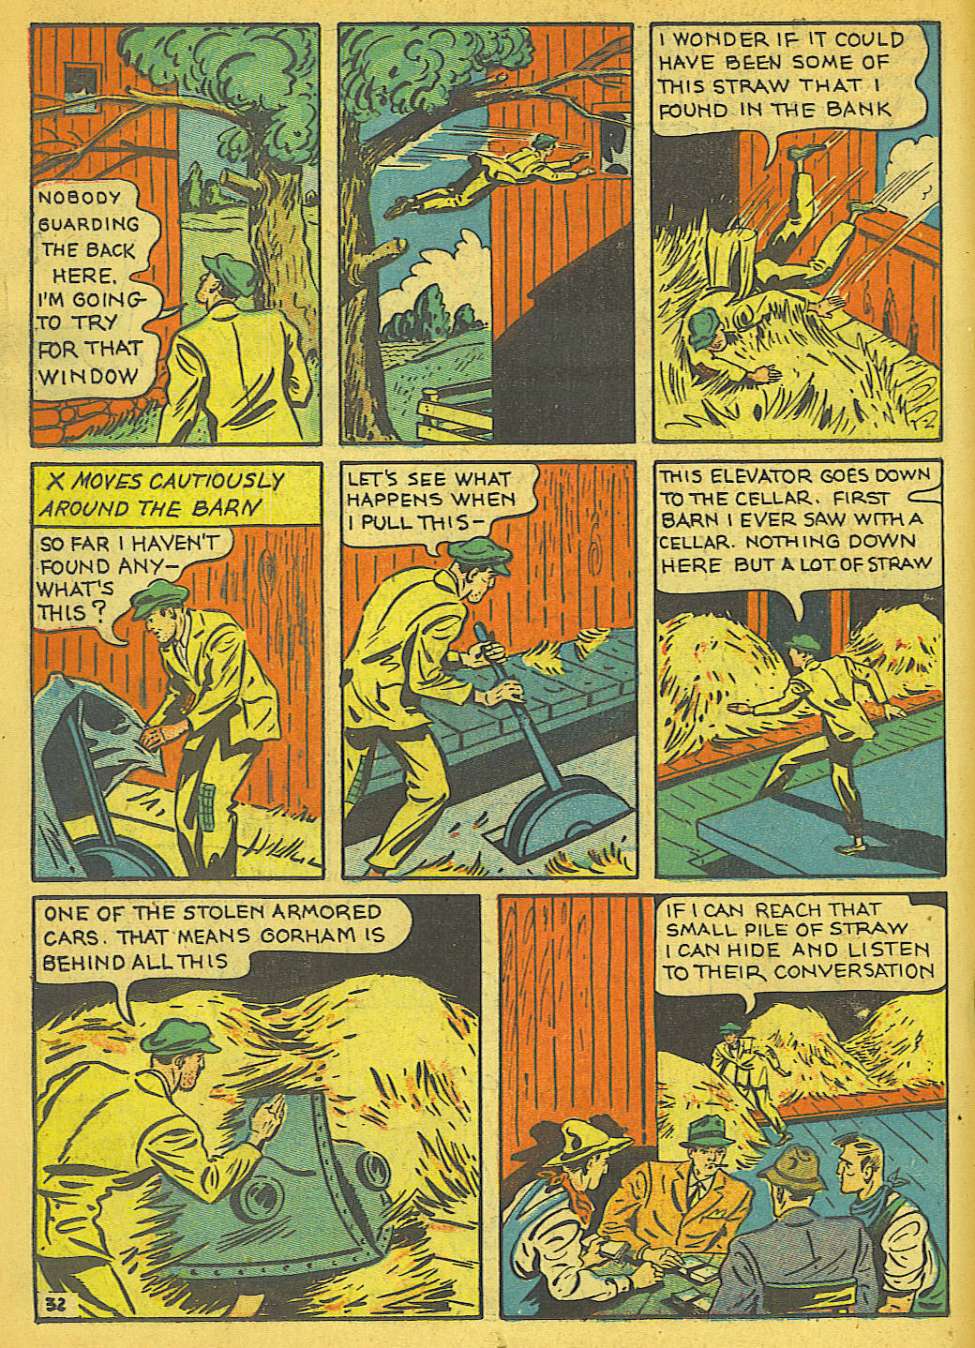 NOBODY
GUARDING
THE BACK
HERE.
I'M GOING
TO TRY
FOR THAT
WINDOW
I WONDER IF IT COULD
HAVE BEEN SOME OF
THIS STRAW THAT I
FOUND IN THE BANK
X MOVES CAUTIOUSLY
AROUND THE BARN
SO FAR I HAVEN'T
FOUND ANY—
WHAT'S
THIS?
LET'S SEE WHAT
HAPPENS WHEN
I PULL THIS—
THIS ELEVATOR GOES DOWN
TO THE CELLAR. FIRST
BARN I EVER SAW WITH A
CELLAR. NOTHING DOWN
HERE BUT A LOT OF STRAW
ONE OF THE STOLEN ARMORED
CARS. THAT MEANS GORHAM IS
BEHIND ALL THIS
IF I CAN REACH THAT
SMALL PILE OF STRAW
I CAN HIDE AND LISTEN
TO THEIR CONVERSATION
32